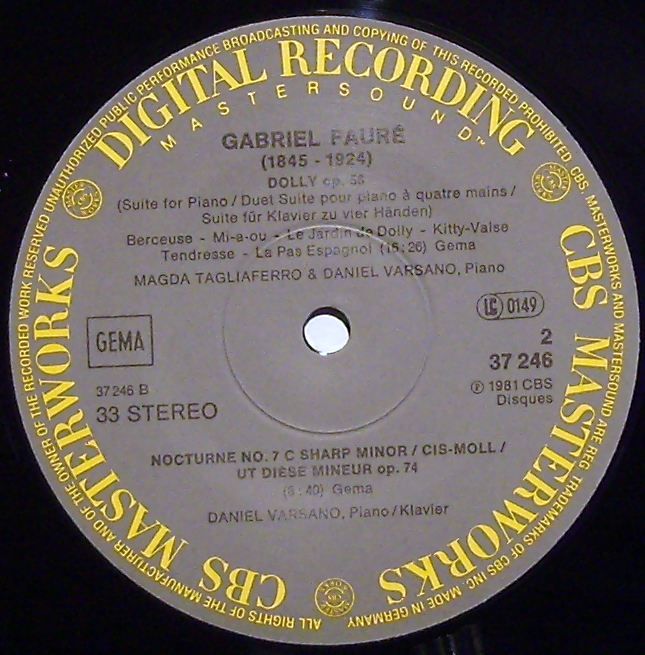 UNAUTHORIZED PUBLIC PERFORMANCE BROADCASTING AND COPYING OF THIS RECORDED PROHIBITED. CBS, MASTERWORKS AND MASTERSOUND ARE REG. TRADEMARKS OF CBS INC. MADE IN GERMANY
ALL RIGHTS OF THE MANUFACTURER AND OF THE OWNER OF THE RECORDED WORK RESERVED
DIGITAL RECORDING
MASTERSOUND™
GABRIEL FAURÉ
(1845 - 1924)
DOLLY op. 56
(Suite for Piano / Duet Suite pour piano à quatre mains /
Suite für Klavier zu vier Händen)
Berceuse - Mi-a-ou - Le Jardin de Dolly - Kitty-Valse
Tendresse - La Pas Espagnol (15:26) Gema
MAGDA TAGLIAFERRO & DANIEL VARSANO, Piano
CBS MASTERWORKS
CBS MASTERWORKS
GEMA
LC 0149
2
37 246
37246 B
33 STEREO
℗ 1981 CBS
Disques
NOCTURNE NO. 7 C SHARP MINOR / CIS-MOLL /
UT DIÈSE MINEUR op. 74
(8:40) Gema
DANIEL VARSANO, Piano / Klavier